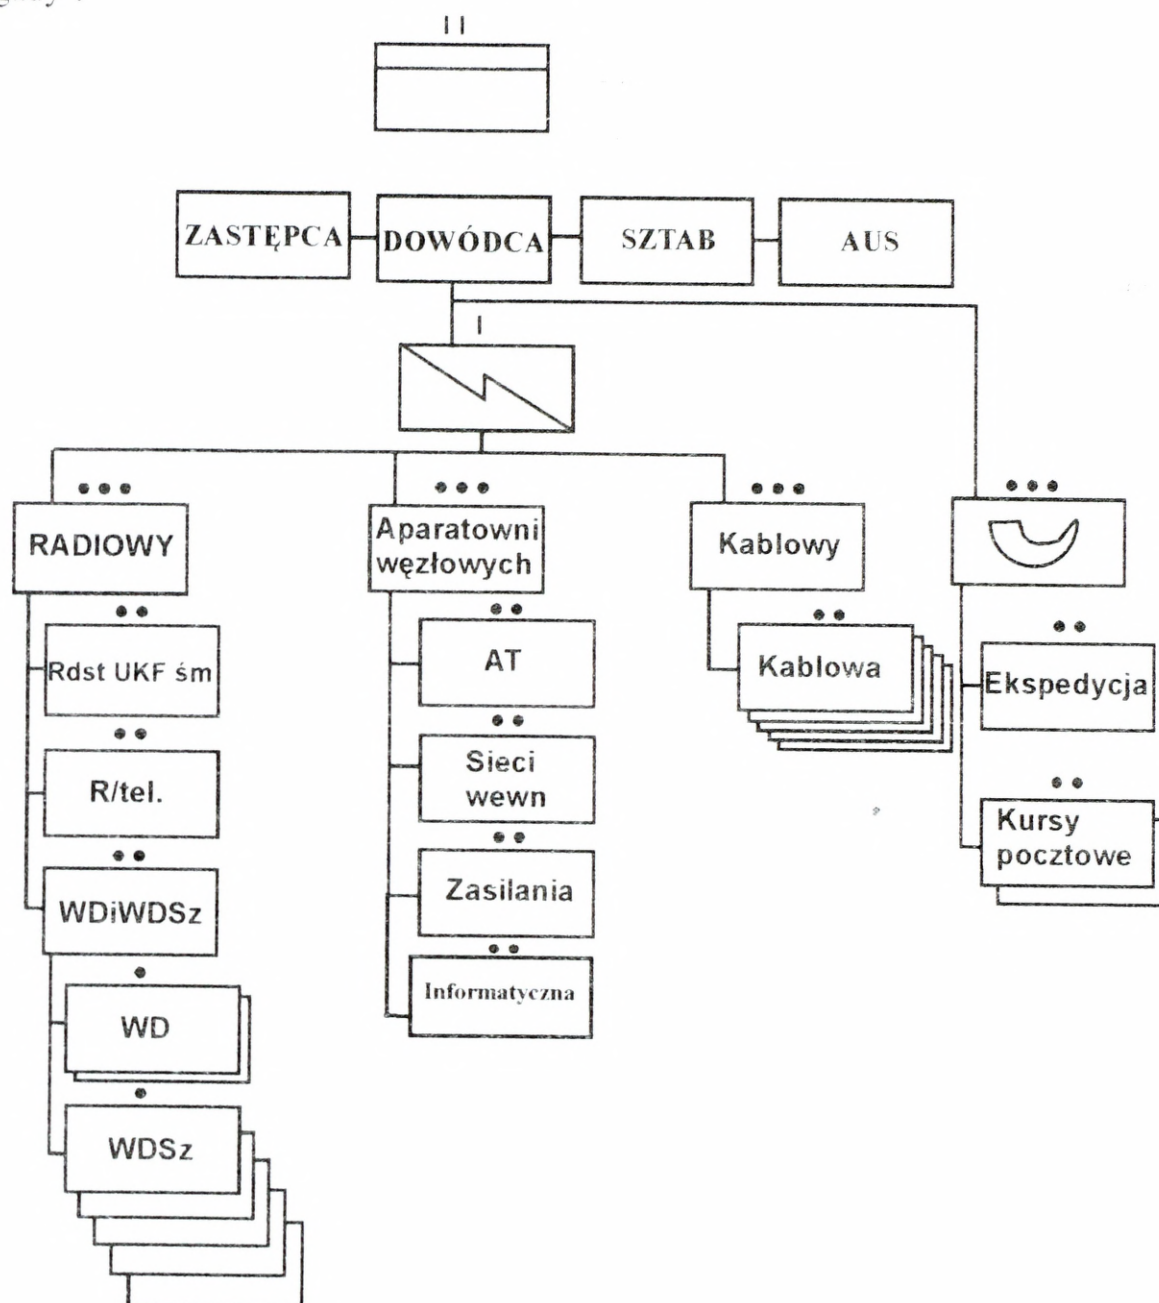 I I
ZASTĘPCA
DOWÓDCA
SZTAB
AUS
I
RADIOWY
Aparatowni
węzłowych
Kablowy
Rdst UKF śm
AT
Kablowa
Ekspedycja
R/tel.
Sieci
wewn
Kursy
pocztowe
WDiWDSz
Zasilania
WD
Informatyczna
WDSz